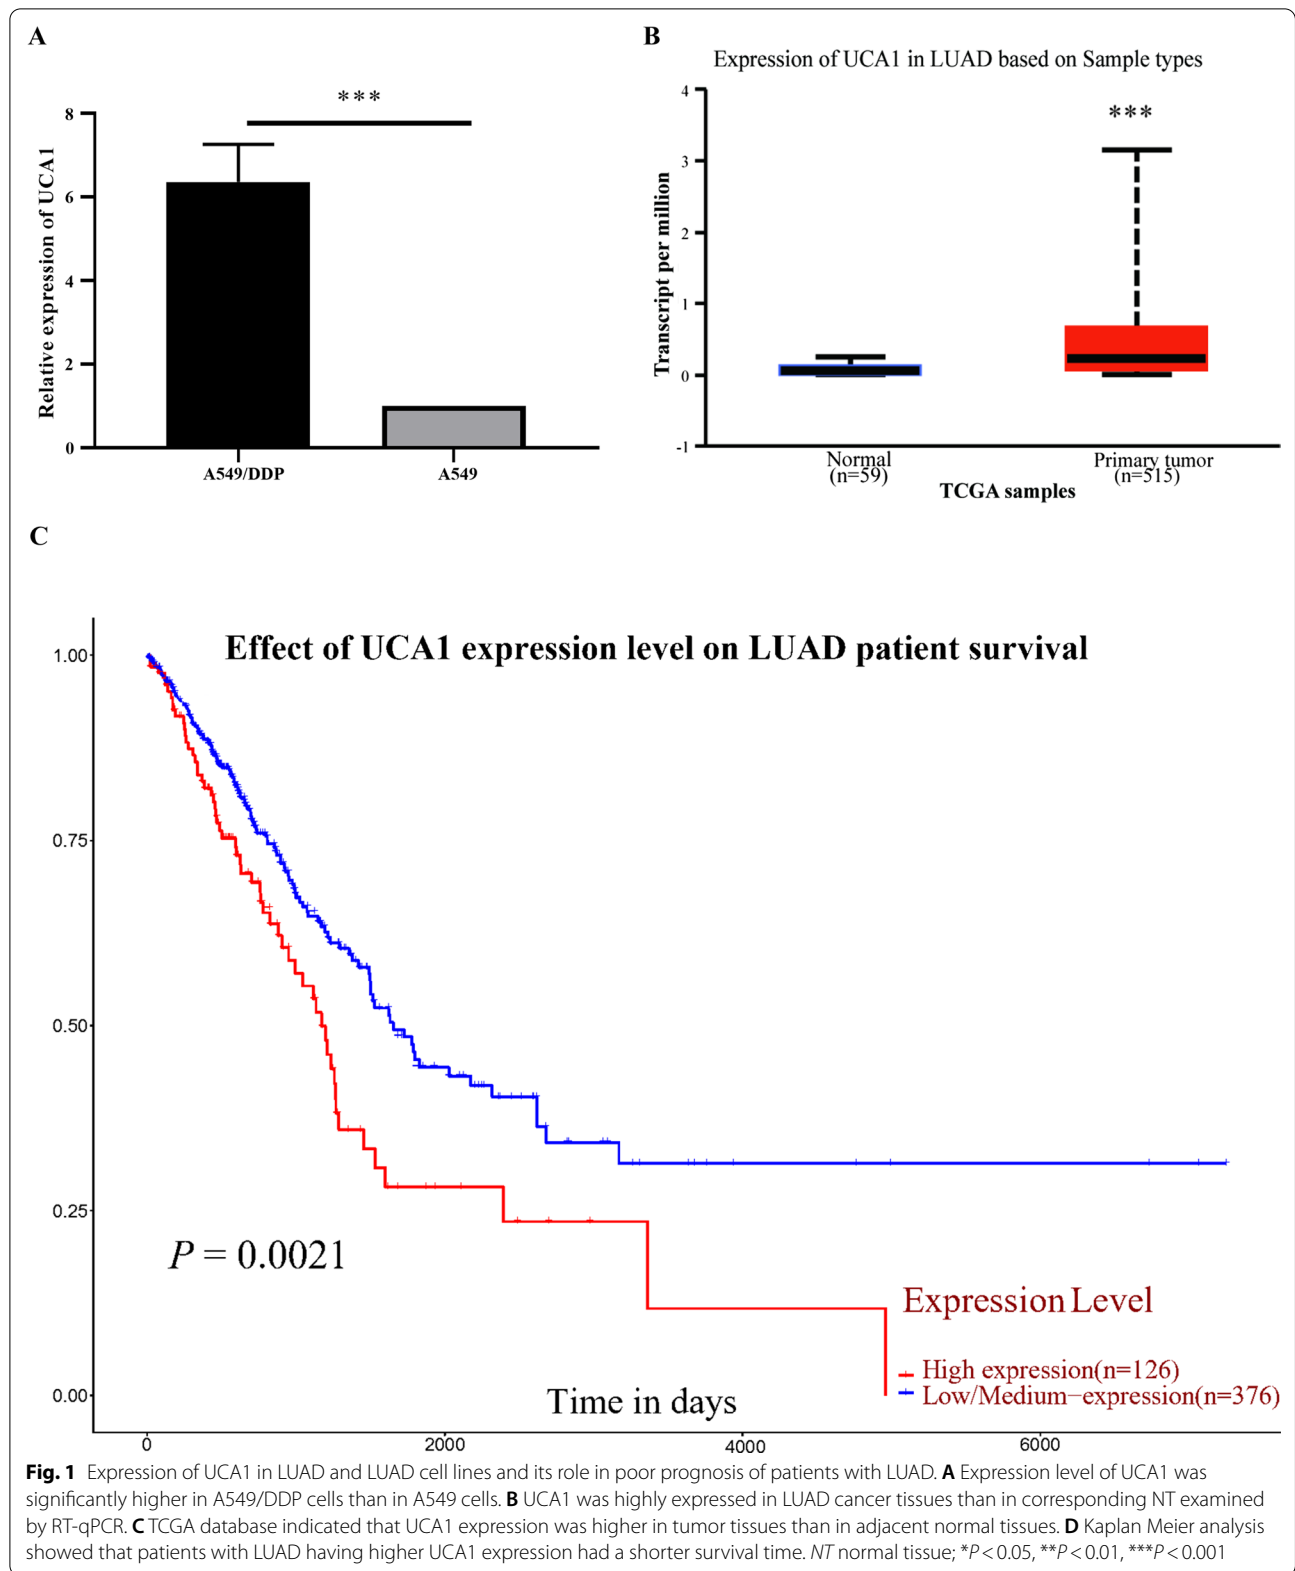 A
Relative expression of UCA1
8
6
4
2
0
***
A549/DDP
A549
B
Expression of UCA1 in LUAD based on Sample types
Transcript per million
4
3
2
1
0
-1
***
Normal
(n=59)
Primary tumor
(n=515)
TCGA samples
C
Effect of UCA1 expression level on LUAD patient survival
1.00
0.75
0.50
0.25
0.00
P = 0.0021
Expression Level
High expression(n=126)
Low/Medium−expression(n=376)
Time in days
0
2000
4000
6000
Fig. 1 Expression of UCA1 in LUAD and LUAD cell lines and its role in poor prognosis of patients with LUAD. A Expression level of UCA1 was
significantly higher in A549/DDP cells than in A549 cells. B UCA1 was highly expressed in LUAD cancer tissues than in corresponding NT examined
by RT-qPCR. C TCGA database indicated that UCA1 expression was higher in tumor tissues than in adjacent normal tissues. D Kaplan Meier analysis
showed that patients with LUAD having higher UCA1 expression had a shorter survival time. NT normal tissue; *P < 0.05, **P < 0.01, ***P < 0.001